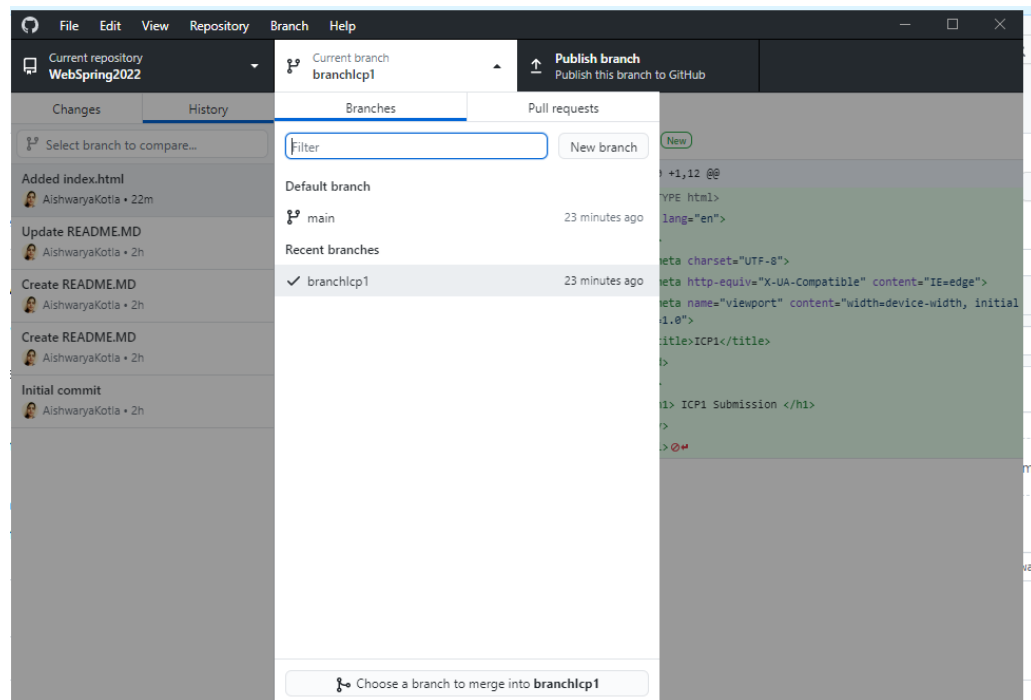 File Edit View Repository Branch Help
Current repository
WebSpring2022
Current branch
branchIcp1
Publish branch
Publish this branch to GitHub
Changes History
Select branch to compare...
Added index.html
AishwaryaKotla • 22m
Update README.MD
AishwaryaKotla • 2h
Create README.MD
AishwaryaKotla • 2h
Create README.MD
AishwaryaKotla • 2h
Initial commit
AishwaryaKotla • 2h
Branches Pull requests
Filter New branch
Default branch
main 23 minutes ago
Recent branches
branchIcp1 23 minutes ago
Choose a branch to merge into branchIcp1
New
+1,12 @@
YPE html>
lang="en">
eta charset="UTF-8">
eta http-equiv="X-UA-Compatible" content="IE=edge">
eta name="viewport" content="width=device-width, initial
=1.0">
itle>ICP1</title>
>
1> ICP1 Submission </h1>
>
>